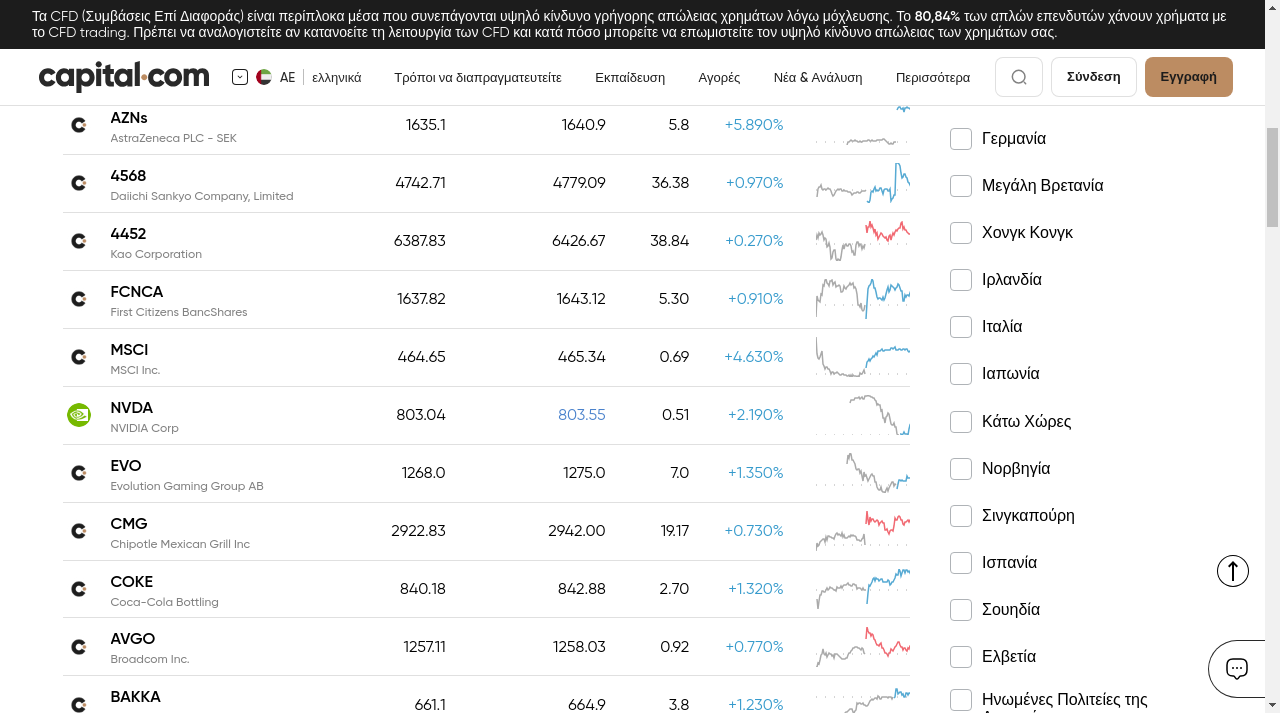 Τα CFD (Συμβάσεις Επί Διαφοράς) είναι περίπλοκα μέσα που συνεπάγονται υψηλό κίνδυνο γρήγορης απώλειας χρημάτων λόγω μόχλευσης. Το 80,84% των απλών επενδυτών χάνουν χρήματα με
το CFD trading. Πρέπει να αναλογιστείτε αν κατανοείτε τη λειτουργία των CFD και κατά πόσο μπορείτε να επωμιστείτε τον υψηλό κίνδυνο απώλειας των χρημάτων σας.
capital.com AE ελληνικά Τρόποι να διαπραγματευτείτε Εκπαίδευση Αγορές Νέα & Ανάλυση Περισσότερα Σύνδεση Εγγραφή
AZNs 1635.1 1640.9 5.8 +5.890%
AstraZeneca PLC - SEK
4568 4742.71 4779.09 36.38 +0.970%
Daiichi Sankyo Company, Limited
4452 6387.83 6426.67 38.84 +0.270%
Kao Corporation
FCNCA 1637.82 1643.12 5.30 +0.910%
First Citizens BancShares
MSCI 464.65 465.34 0.69 +4.630%
MSCI Inc.
NVDA 803.04 803.55 0.51 +2.190%
NVIDIA Corp
EVO 1268.0 1275.0 7.0 +1.350%
Evolution Gaming Group AB
CMG 2922.83 2942.00 19.17 +0.730%
Chipotle Mexican Grill Inc
COKE 840.18 842.88 2.70 +1.320%
Coca-Cola Bottling
AVGO 1257.11 1258.03 0.92 +0.770%
Broadcom Inc.
BAKKA 661.1 664.9 3.8 +1.230%
Γερμανία
Μεγάλη Βρετανία
Χονγκ Κονγκ
Ιρλανδία
Ιταλία
Ιαπωνία
Κάτω Χώρες
Νορβηγία
Σινγκαπούρη
Ισπανία
Σουηδία
Ελβετία
Ηνωμένες Πολιτείες της